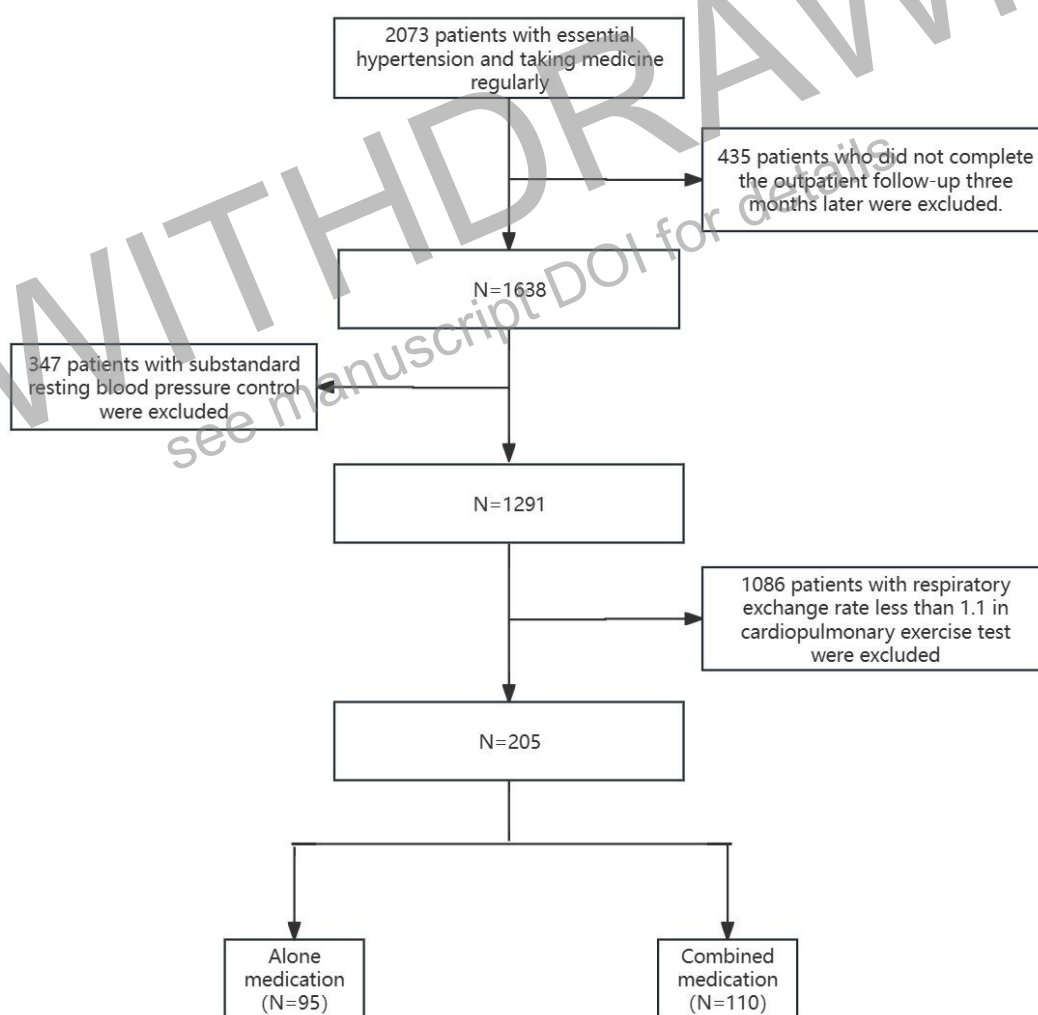 2073 patients with essential
hypertension and taking medicine
regularly
435 patients who did not complete
the outpatient follow-up three
months later were excluded.
N=1638
347 patients with substandard
resting blood pressure control
were excluded
N=1291
1086 patients with respiratory
exchange rate less than 1.1 in
cardiopulmonary exercise test
were excluded
N=205
Alone
medication
(N=95)
Combined
medication
(N=110)
WITHDRAW
see manuscript DOI for details